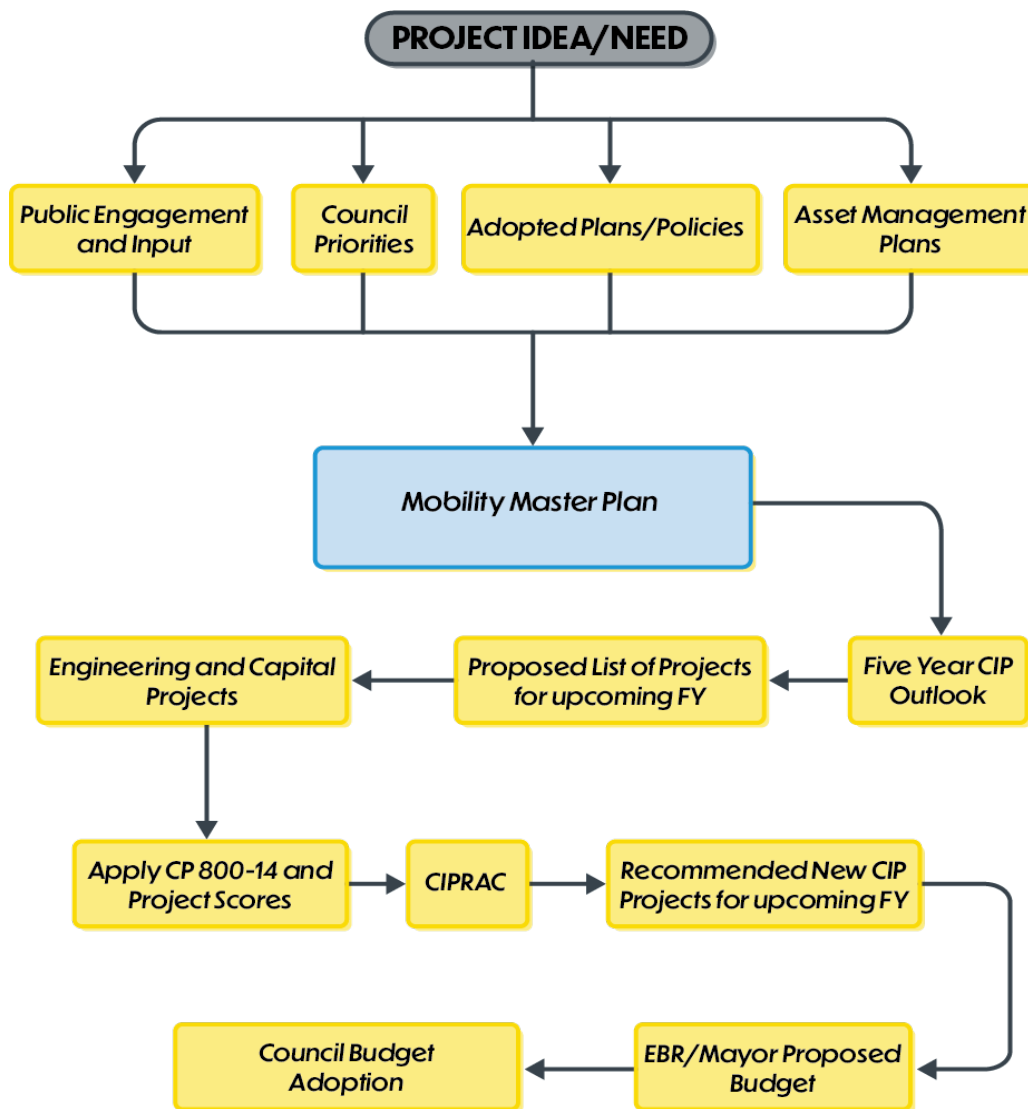 PROJECT IDEA/NEED
Public Engagement
and Input
Council
Priorities
Adopted Plans/Policies
Asset Management
Plans
Mobility Master Plan
Engineering and Capital
Projects
Proposed List of Projects
for upcoming FY
Five Year CIP
Outlook
Apply CP 800-14 and
Project Scores
CIPRAC
Recommended New CIP
Projects for upcoming FY
Council Budget
Adoption
EBR/Mayor Proposed
Budget